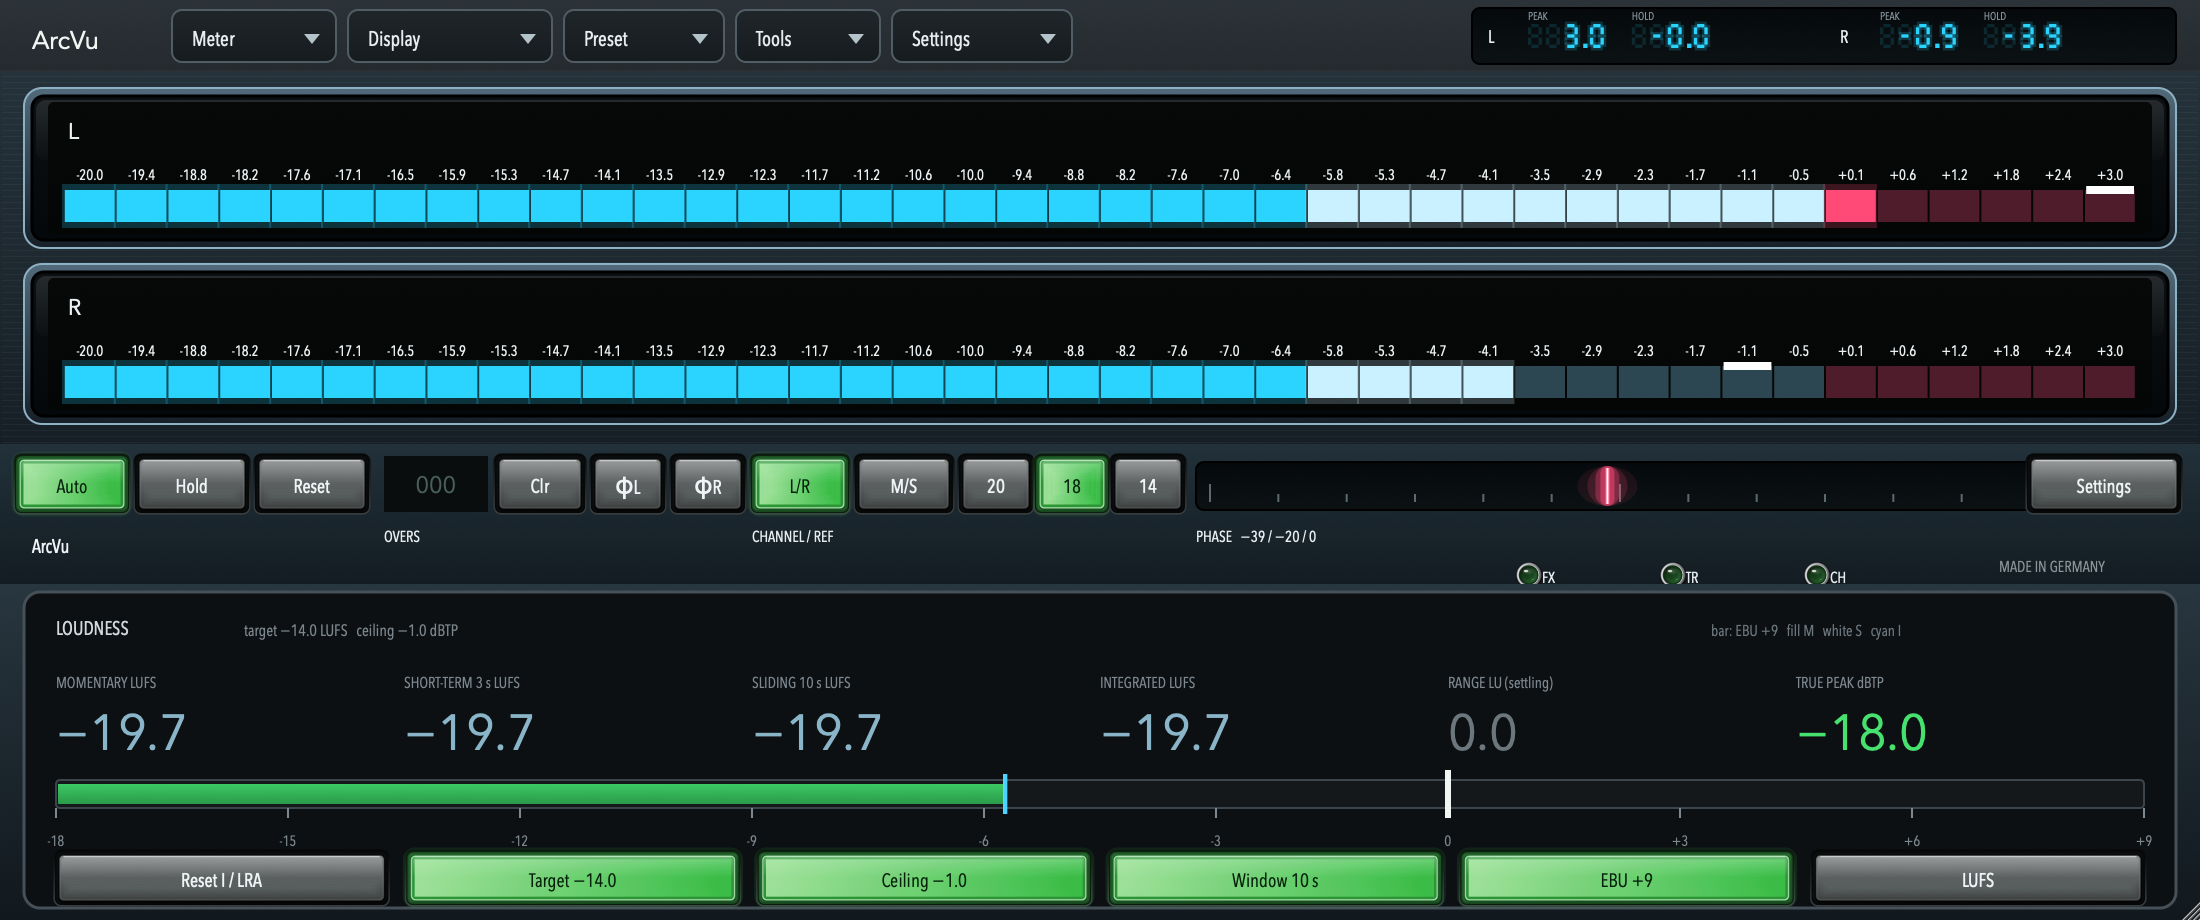 ArcVu Meter Display Preset Tools Settings
PEAK HOLD PEAK HOLD
L 3.0 -0.0 R -0.9 -3.9
L
-20.0 -19.4 -18.8 -18.2 -17.6 -17.1 -16.5 -15.9 -15.3 -14.7 -14.1 -13.5 -12.9 -12.3 -11.7 -11.2 -10.6 -10.0 -9.4 -8.8 -8.2 -7.6 -7.0 -6.4 -5.8 -5.3 -4.7 -4.1 -3.5 -2.9 -2.3 -1.7 -1.1 -0.5 +0.1 +0.6 +1.2 +1.8 +2.4 +3.0
R
-20.0 -19.4 -18.8 -18.2 -17.6 -17.1 -16.5 -15.9 -15.3 -14.7 -14.1 -13.5 -12.9 -12.3 -11.7 -11.2 -10.6 -10.0 -9.4 -8.8 -8.2 -7.6 -7.0 -6.4 -5.8 -5.3 -4.7 -4.1 -3.5 -2.9 -2.3 -1.7 -1.1 -0.5 +0.1 +0.6 +1.2 +1.8 +2.4 +3.0
Auto Hold Reset 000 Clr ΦL ΦR L/R M/S 20 18 14 Settings
OVERS CHANNEL / REF PHASE −39 / −20 / 0
ArcVu
FX TR CH MADE IN GERMANY
LOUDNESS target −14.0 LUFS ceiling −1.0 dBTP bar: EBU +9 fill M white S cyan I
MOMENTARY LUFS SHORT-TERM 3 s LUFS SLIDING 10 s LUFS INTEGRATED LUFS RANGE LU (settling) TRUE PEAK dBTP
−19.7 −19.7 −19.7 −19.7 0.0 −18.0
-18 -15 -12 -9 -6 -3 0 +3 +6 +9
Reset I / LRA Target −14.0 Ceiling −1.0 Window 10 s EBU +9 LUFS